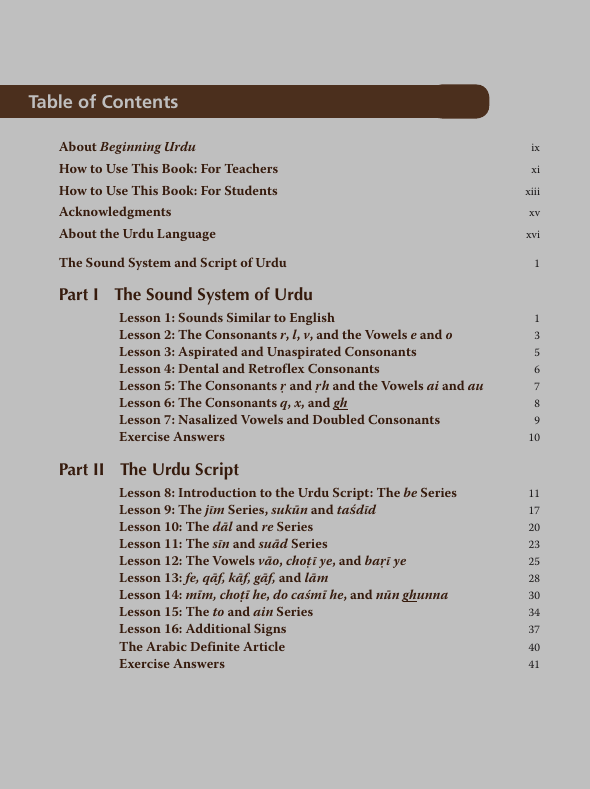 Table of Contents
About Beginning Urdu ix
How to Use This Book: For Teachers xi
How to Use This Book: For Students xiii
Acknowledgments xv
About the Urdu Language xvi
The Sound System and Script of Urdu 1
Part I The Sound System of Urdu
Lesson 1: Sounds Similar to English 1
Lesson 2: The Consonants r, l, v, and the Vowels e and o 3
Lesson 3: Aspirated and Unaspirated Consonants 5
Lesson 4: Dental and Retroflex Consonants 6
Lesson 5: The Consonants ṛ and ṛh and the Vowels ai and au 7
Lesson 6: The Consonants q, x, and gh 8
Lesson 7: Nasalized Vowels and Doubled Consonants 9
Exercise Answers 10
Part II The Urdu Script
Lesson 8: Introduction to the Urdu Script: The be Series 11
Lesson 9: The jīm Series, sukūn and taśdīd 17
Lesson 10: The dāl and re Series 20
Lesson 11: The sīn and suād Series 23
Lesson 12: The Vowels vāo, choṭī ye, and baṛī ye 25
Lesson 13: fe, qāf, kāf, gāf, and lām 28
Lesson 14: mīm, choṭī he, do caśmī he, and nūn ghunna 30
Lesson 15: The to and ain Series 34
Lesson 16: Additional Signs 37
The Arabic Definite Article 40
Exercise Answers 41